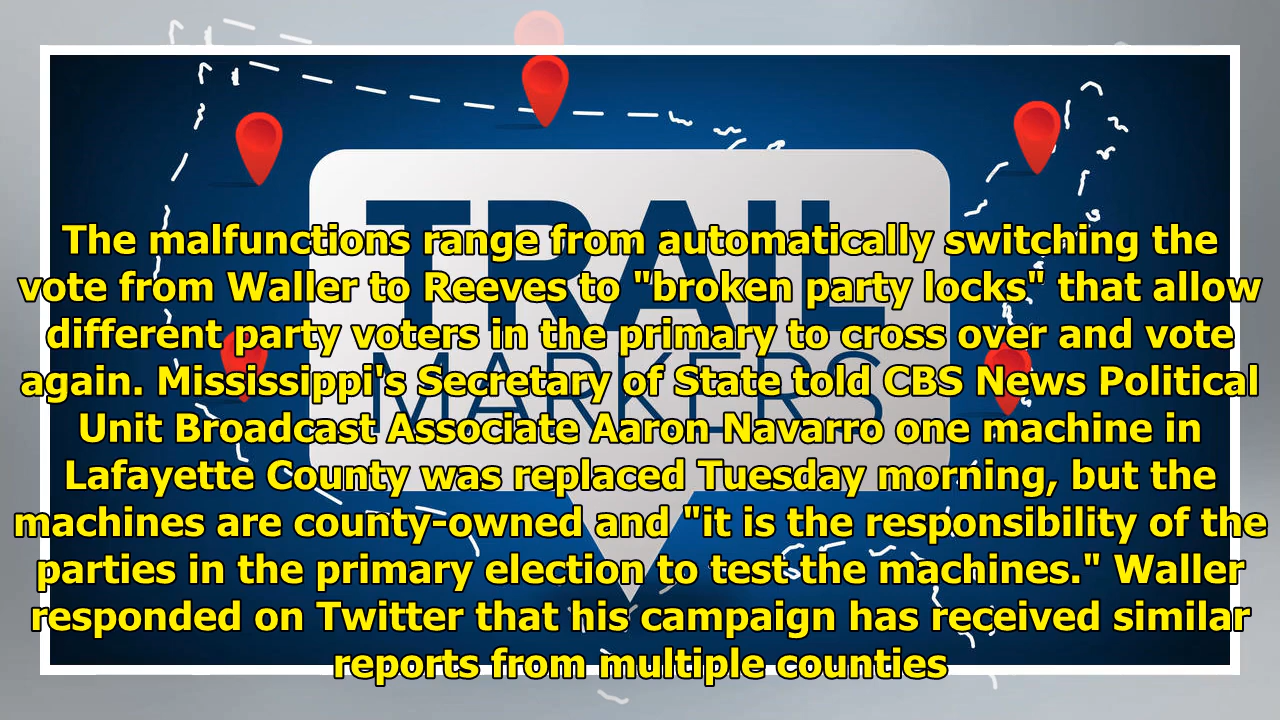 TRAIL
MARKERS
The malfunctions range from automatically switching the
vote from Waller to Reeves to "broken party locks" that allow
different party voters in the primary to cross over and vote
again. Mississippi's Secretary of State told CBS News Political
Unit Broadcast Associate Aaron Navarro one machine in
Lafayette County was replaced Tuesday morning, but the
machines are county-owned and "it is the responsibility of the
parties in the primary election to test the machines." Waller
responded on Twitter that his campaign has received similar
reports from multiple counties